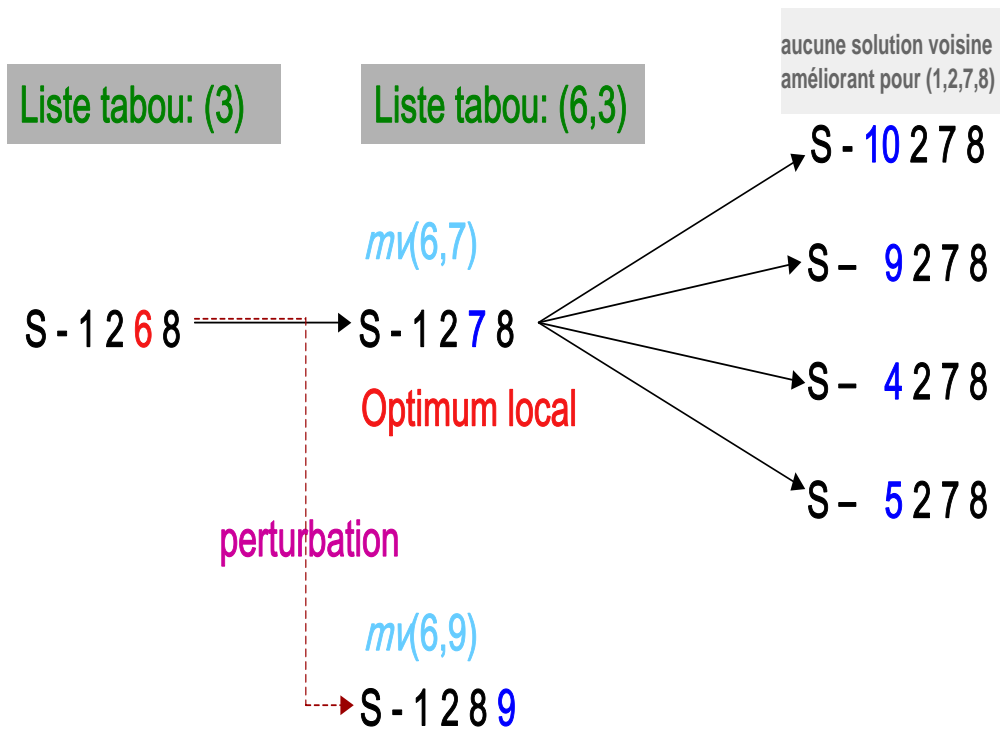 aucune solution voisine
améliorant pour (1,2,7,8)
Liste tabou: (3)
Liste tabou: (6,3)
S - 10 2 7 8
mv(6,7)
S – 9 2 7 8
S - 1 2 6 8
S - 1 2 7 8
S – 4 2 7 8
Optimum local
S – 5 2 7 8
perturbation
mv(6,9)
S - 1 2 8 9